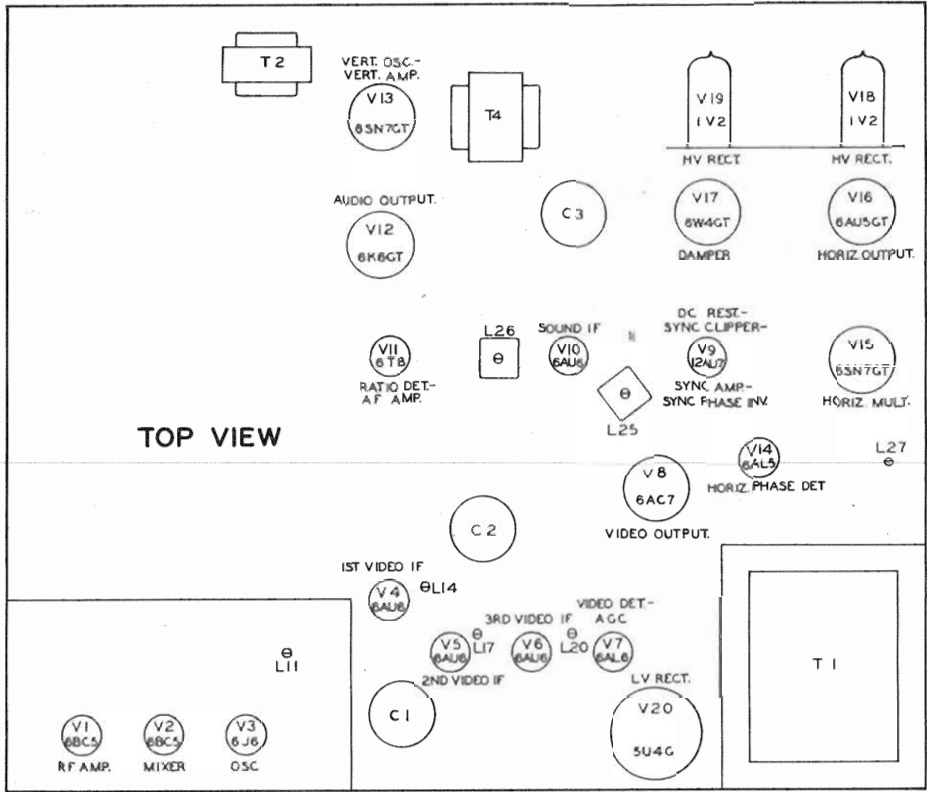 T2
VERT. OSC.-
VERT. AMP.
V13
6SN7GT
T4
V19
1V2
HV RECT
V18
1V2
HV RECT.
AUDIO OUTPUT.
V12
6K6GT
C3
V17
6W4GT
DAMPER
V16
6AU5GT
HORIZ OUTPUT.
V11
6T8
RATIO DET.-
AF AMP.
L26
SOUND IF
V10
6AU6
L25
DC REST.-
SYNC CLIPPER-
V9
12AU7
SYNC AMP.-
SYNC PHASE INV.
V15
6SN7GT
HORIZ MULT.
TOP VIEW
V14
6AL5
HORIZ. PHASE DET
L27
V8
6AC7
VIDEO OUTPUT.
C2
1ST VIDEO IF
V4
6AU6
L14
3RD VIDEO IF
VIDEO DET.-
AGC
V5
6AU6
L17
V6
6AU6
L20
V7
6AL6
2ND VIDEO IF
L11
C1
LV RECT.
V20
5U4G
T1
V1
6BC5
RF AMP.
V2
6BC5
MIXER
V3
6J6
OSC